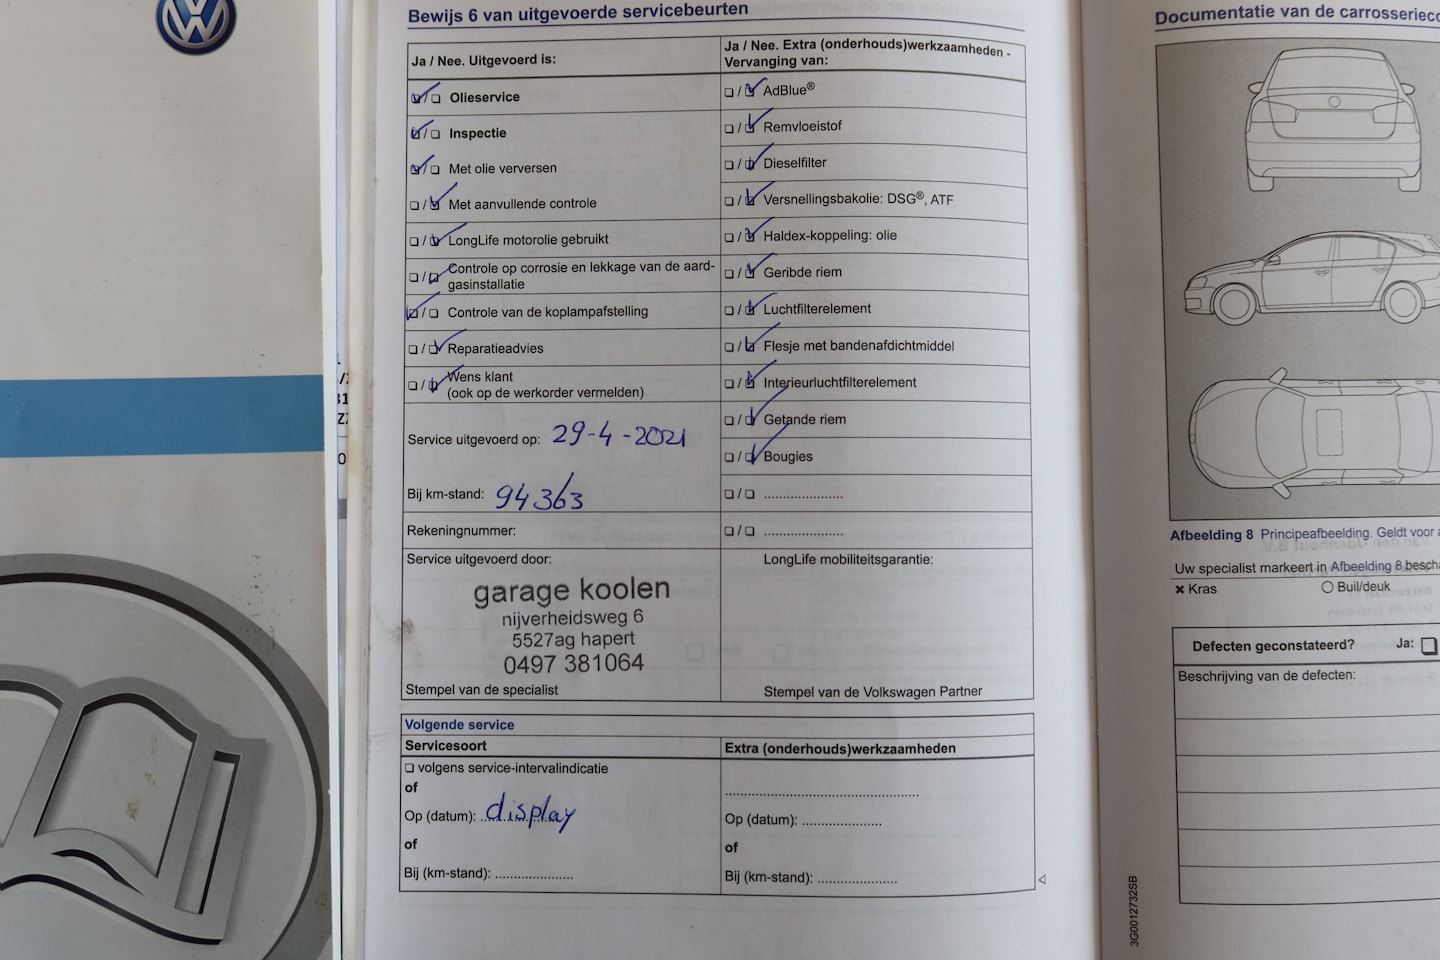 Bewijs 6 van uitgevoerde servicebeurten
Ja / Nee. Uitgevoerd is:
Olieservice
Inspectie
Met olie verversen
Met aanvullende controle
LongLife motorolie gebruikt
Controle op corrosie en lekkage van de aard-
gasinstallatie
Controle van de koplampafstelling
Reparatieadvies
Wens klant
(ook op de werkorder vermelden)
Service uitgevoerd op: 29-4-2021
Bij km-stand: 94363
Rekeningnummer:
Service uitgevoerd door:
garage koolen
nijverheidsweg 6
5527ag hapert
0497 381064
Stempel van de specialist
Ja / Nee. Extra (onderhouds)werkzaamheden -
Vervanging van:
AdBlue®
Remvloeistof
Dieselfilter
Versnellingsbakolie: DSG®, ATF
Haldex-koppeling: olie
Geribde riem
Luchtfilterelement
Flesje met bandenafdichtmiddel
Interieurluchtfilterelement
Getande riem
Bougies
LongLife mobiliteitsgarantie:
Stempel van de Volkswagen Partner
Volgende service
Servicesoort
volgens service-intervalindicatie
of
Op (datum): display
of
Bij (km-stand):
Extra (onderhouds)werkzaamheden
Op (datum):
of
Bij (km-stand):
Documentatie van de
Afbeelding 8 Principeafbeelding. Geldt voor
Uw specialist markeert in Afbeelding 8
Kras
Buil/deuk
Defecten geconstateerd? Ja:
Beschrijving van de defecten:
3G0012732SB
VW